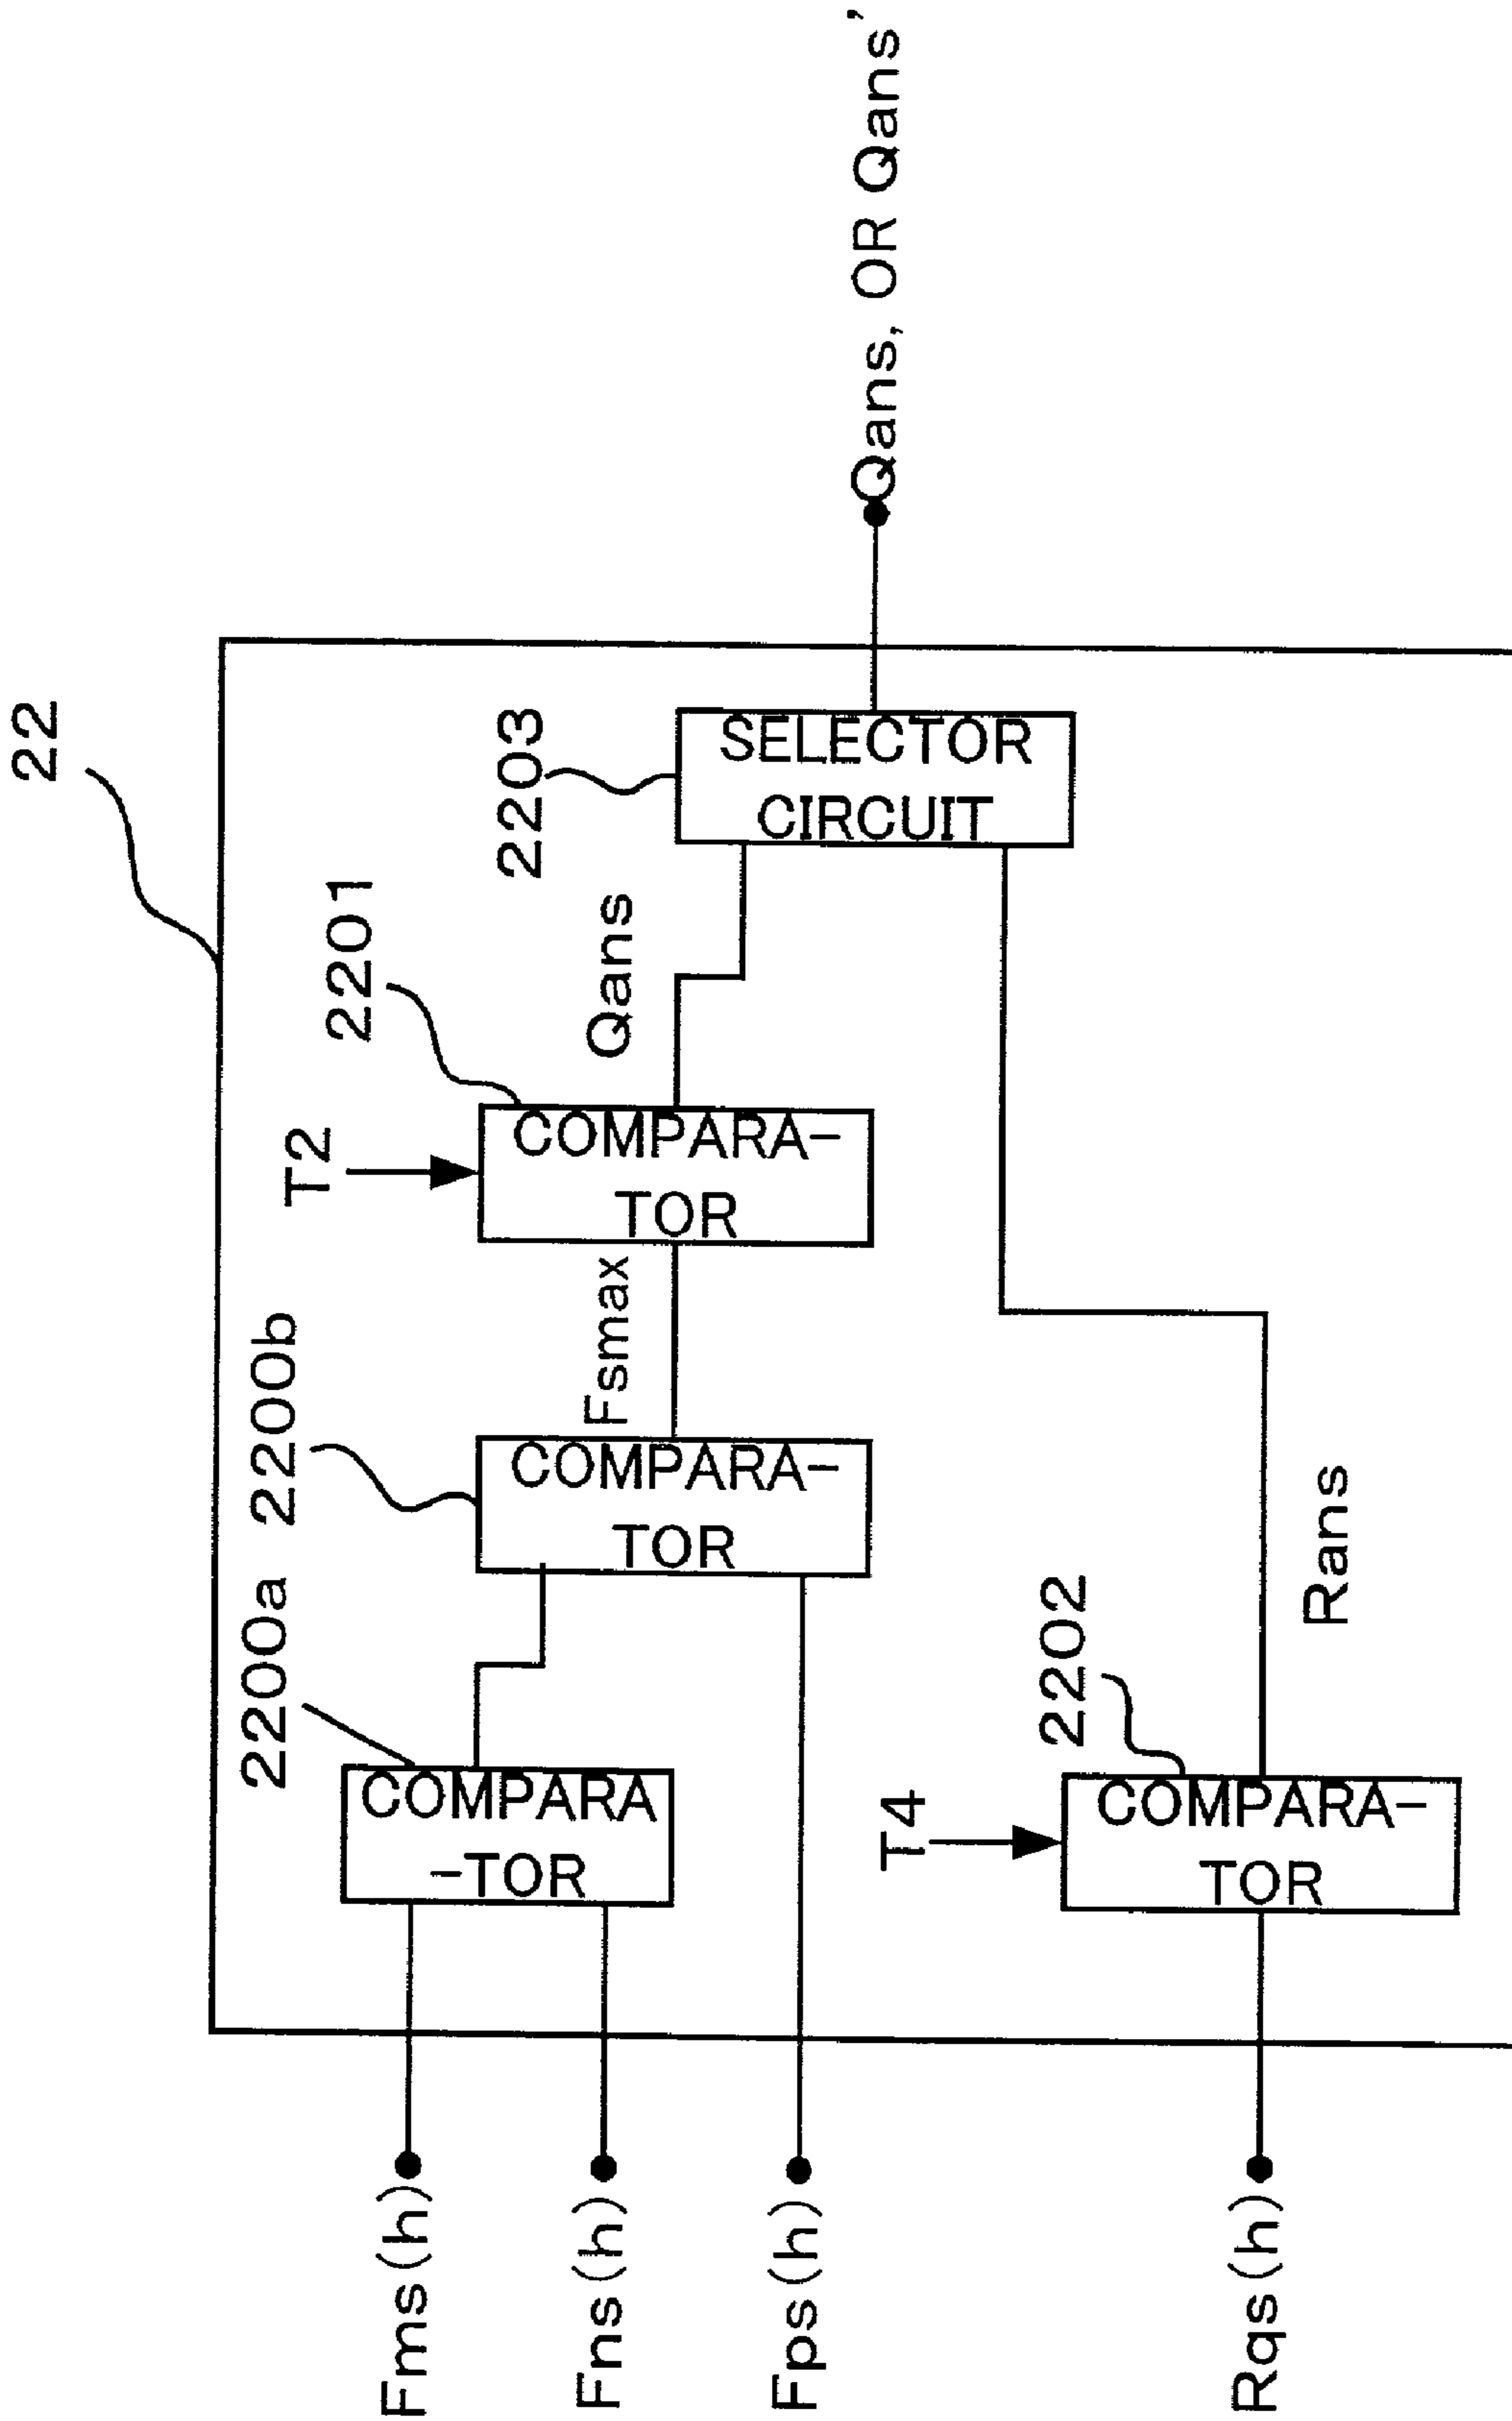 22
2200a
2200b
2201
2203
T2
Fms(h)
Fns(h)
Fps(h)
COMPARA
-TOR
COMPARA-
TOR
Fsmax
COMPARA-
TOR
Qans
SELECTOR
CIRCUIT
Qans, OR Qans'
T4
2202
Rqs(h)
COMPARA-
TOR
Rans